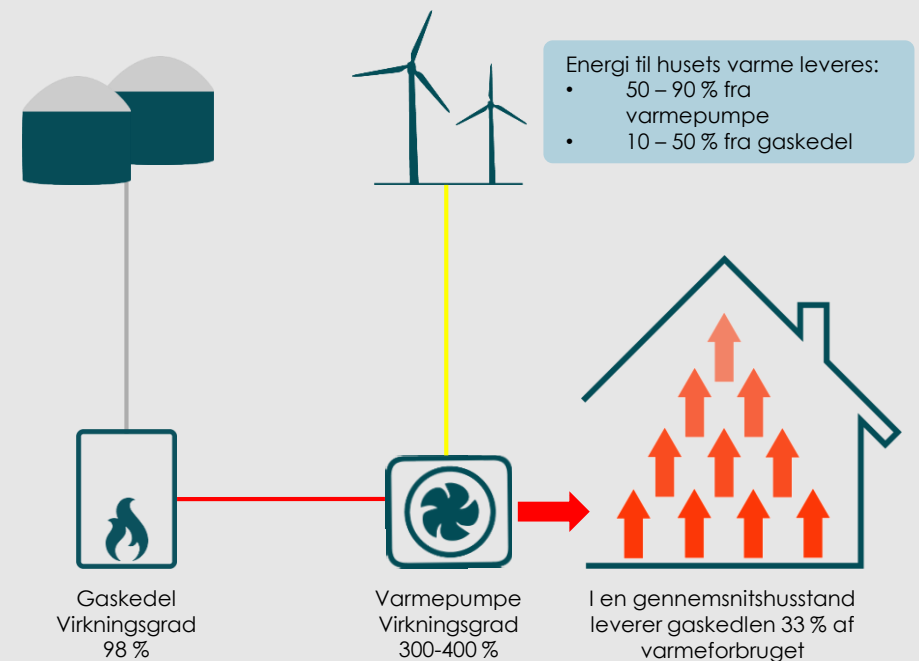 Energi til husets varme leveres:
• 50 – 90 % fra
varmepumpe
• 10 – 50 % fra gaskedel
Gaskedel
Virkningsgrad
98 %
Varmepumpe
Virkningsgrad
300-400 %
I en gennemsnitshusstand
leverer gaskedlen 33 % af
varmeforbruget